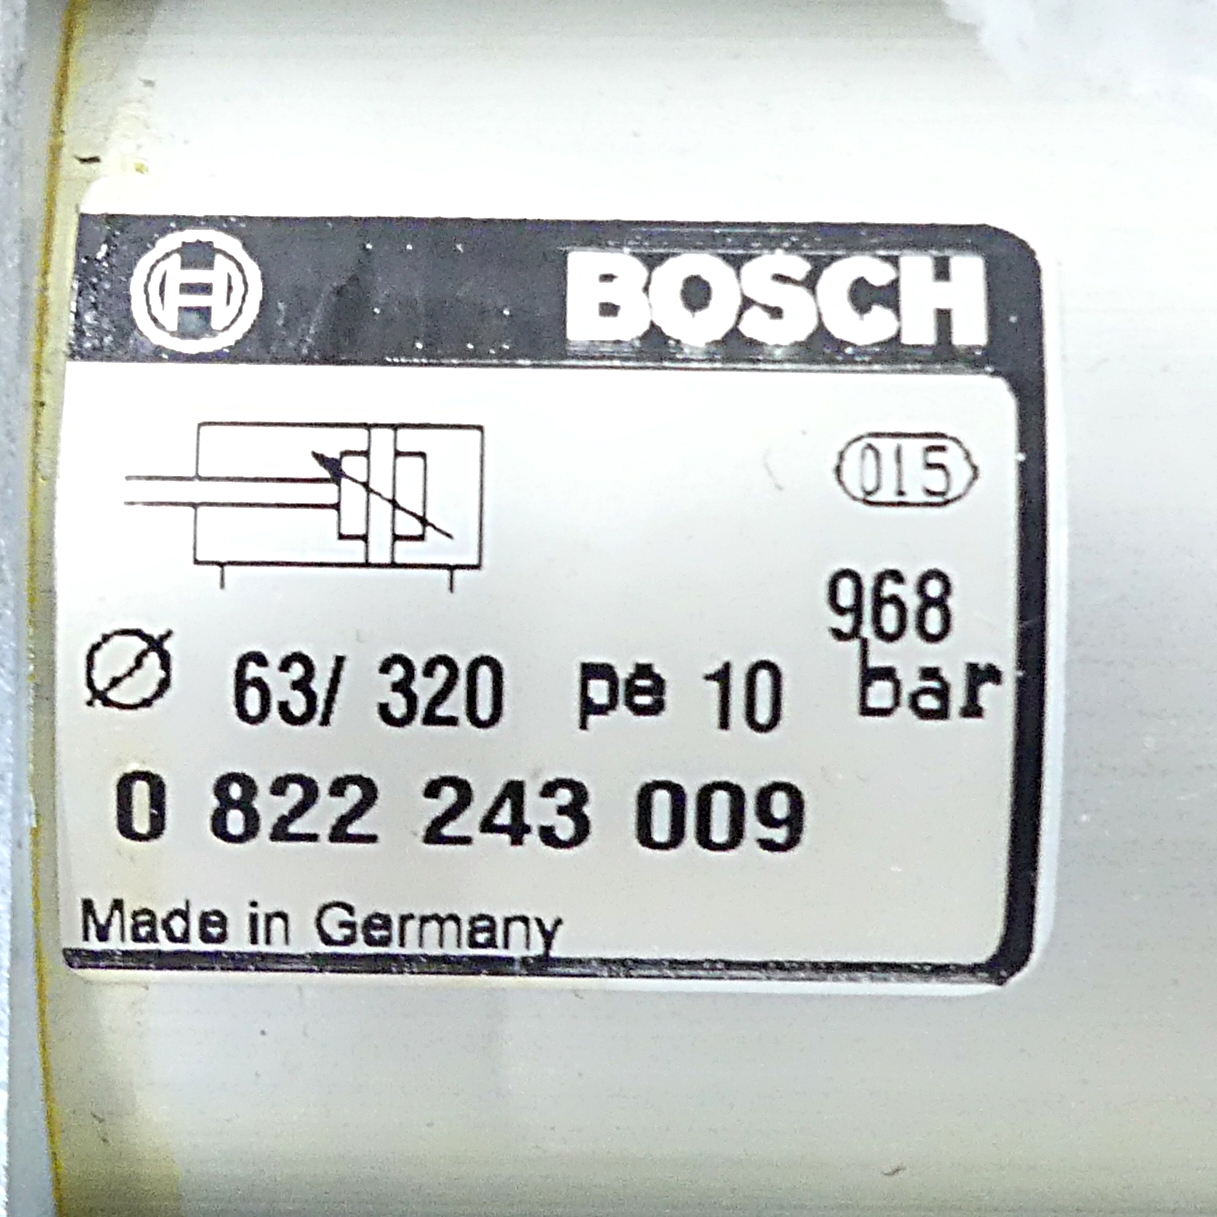 BOSCH
015
968
Ø 63/ 320 pe 10 bar
0 822 243 009
Made in Germany